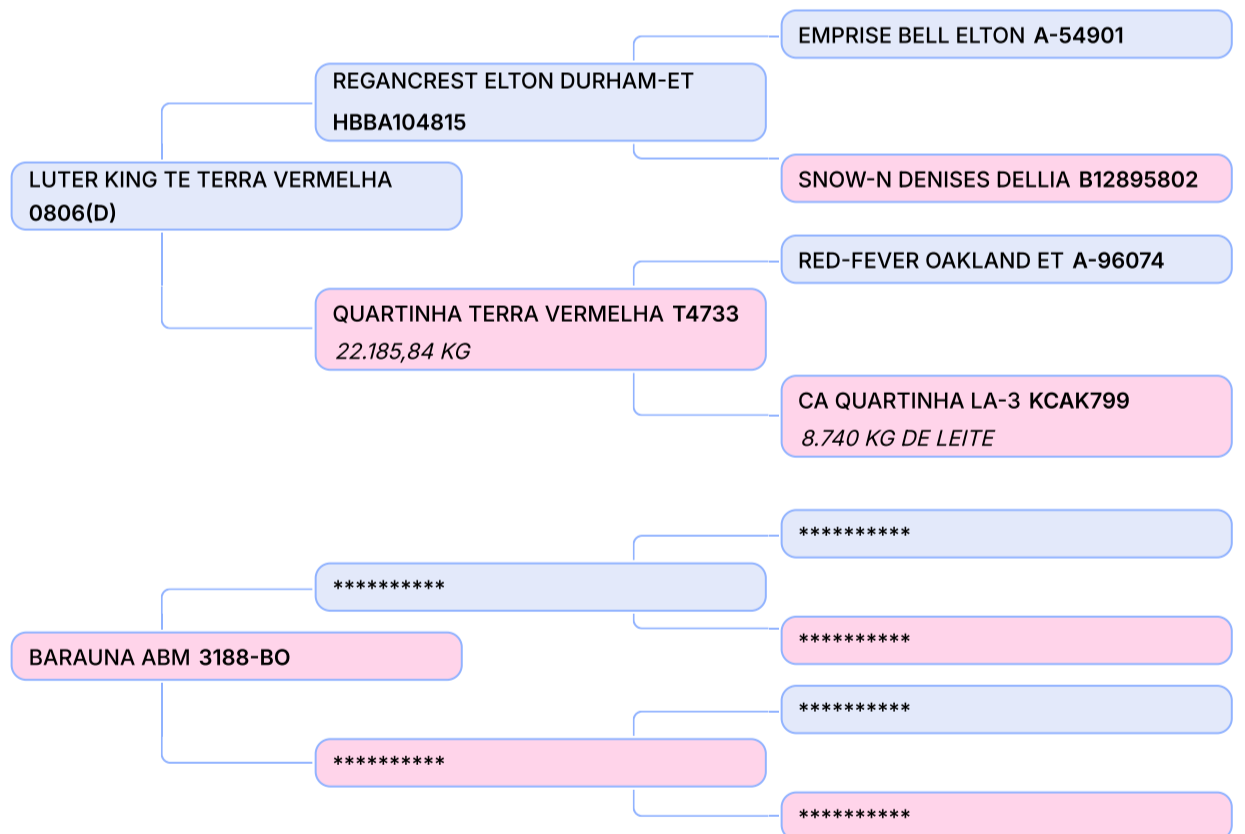 EMPRISE BELL ELTON A-54901
REGANCREST ELTON DURHAM-ET
HBBA104815
SNOW-N DENISES DELLIA B12895802
LUTER KING TE TERRA VERMELHA
0806(D)
RED-FEVER OAKLAND ET A-96074
QUARTINHA TERRA VERMELHA T4733
22.185,84 KG
CA QUARTINHA LA-3 KCAK799
8.740 KG DE LEITE
**********
**********
**********
BARAUNA ABM 3188-BO
**********
**********
**********